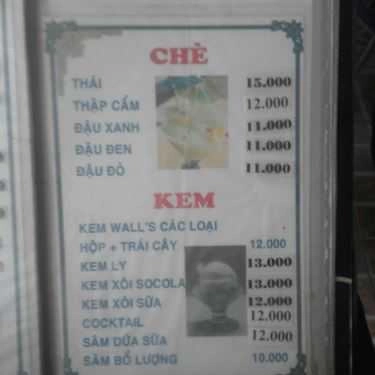 CHÈ
THÁI 15.000
THẬP CẨM 12.000
ĐẬU XANH 11.000
ĐẬU ĐEN 11.000
ĐẬU ĐỎ 11.000
KEM
KEM WALL'S CÁC LOẠI
HỘP + TRÁI CÂY 12.000
KEM LY 13.000
KEM XÔI SOCOLA 13.000
KEM XÔI SỮA 12.000
COCKTAIL 12.000
SÂM DỨA SỮA 12.000
SÂM BỔ LƯỢNG 10.000